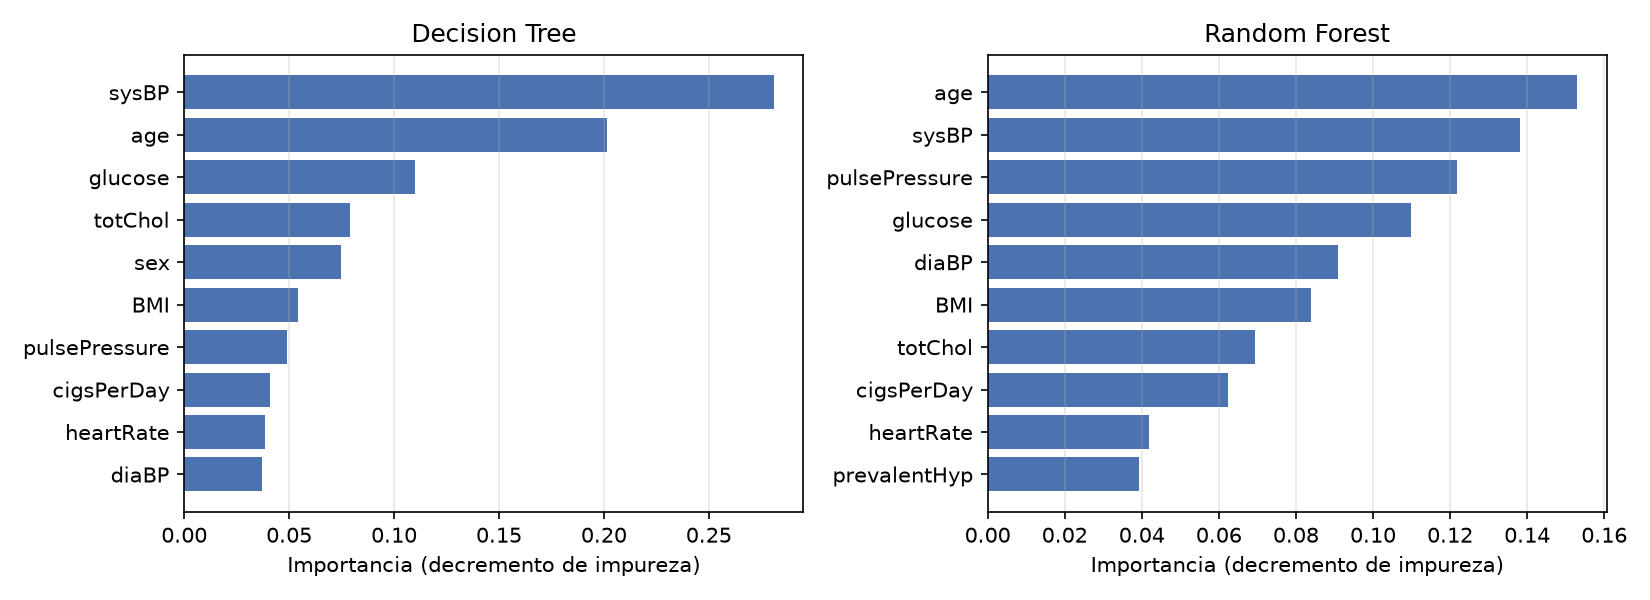 Decision Tree
sysBP
age
glucose
totChol
sex
BMI
pulsePressure
cigsPerDay
heartRate
diaBP
0.00 0.05 0.10 0.15 0.20 0.25
Importancia (decremento de impureza)
Random Forest
age
sysBP
pulsePressure
glucose
diaBP
BMI
totChol
cigsPerDay
heartRate
prevalentHyp
0.00 0.02 0.04 0.06 0.08 0.10 0.12 0.14 0.16
Importancia (decremento de impureza)